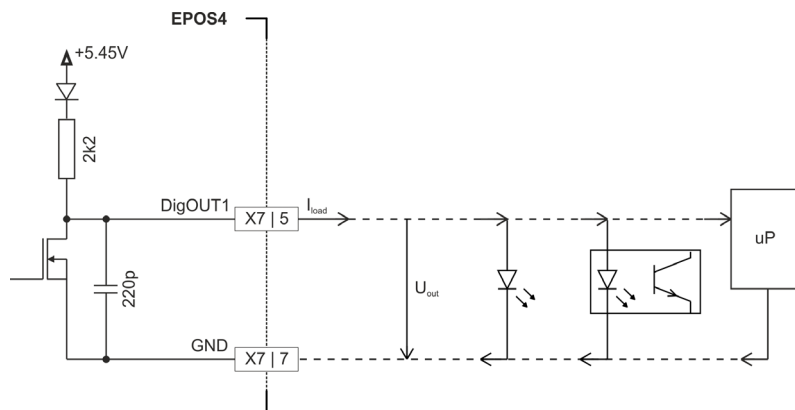 EPOS4
+5.45V
2k2
DigOUT1
X7 | 5
Iload
uP
220p
Uout
GND
X7 | 7